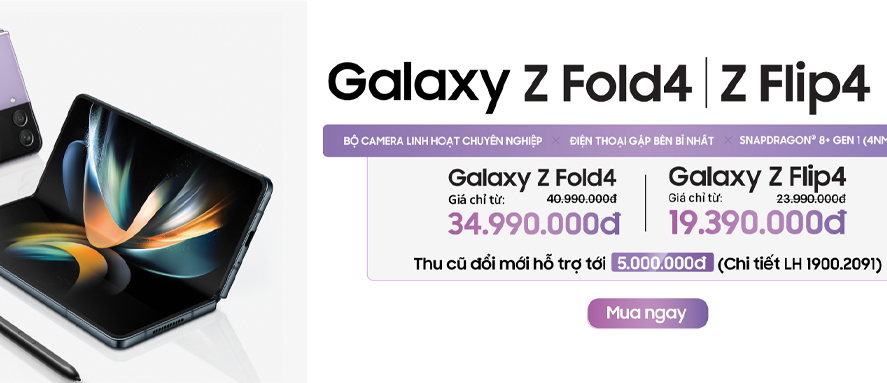 Galaxy Z Fold4 | Z Flip4
BỘ CAMERA LINH HOẠT CHUYÊN NGHIỆP × ĐIỆN THOẠI GẬP BỀN BỈ NHẤT × SNAPDRAGON® 8+ GEN 1 (4NM
Galaxy Z Fold4
Giá chỉ từ: 40.990.000đ
34.990.000đ
Galaxy Z Flip4
Giá chỉ từ: 23.990.000đ
19.390.000đ
Thu cũ đổi mới hỗ trợ tới 5.000.000đ (Chi tiết LH 1900.2091)
Mua ngay